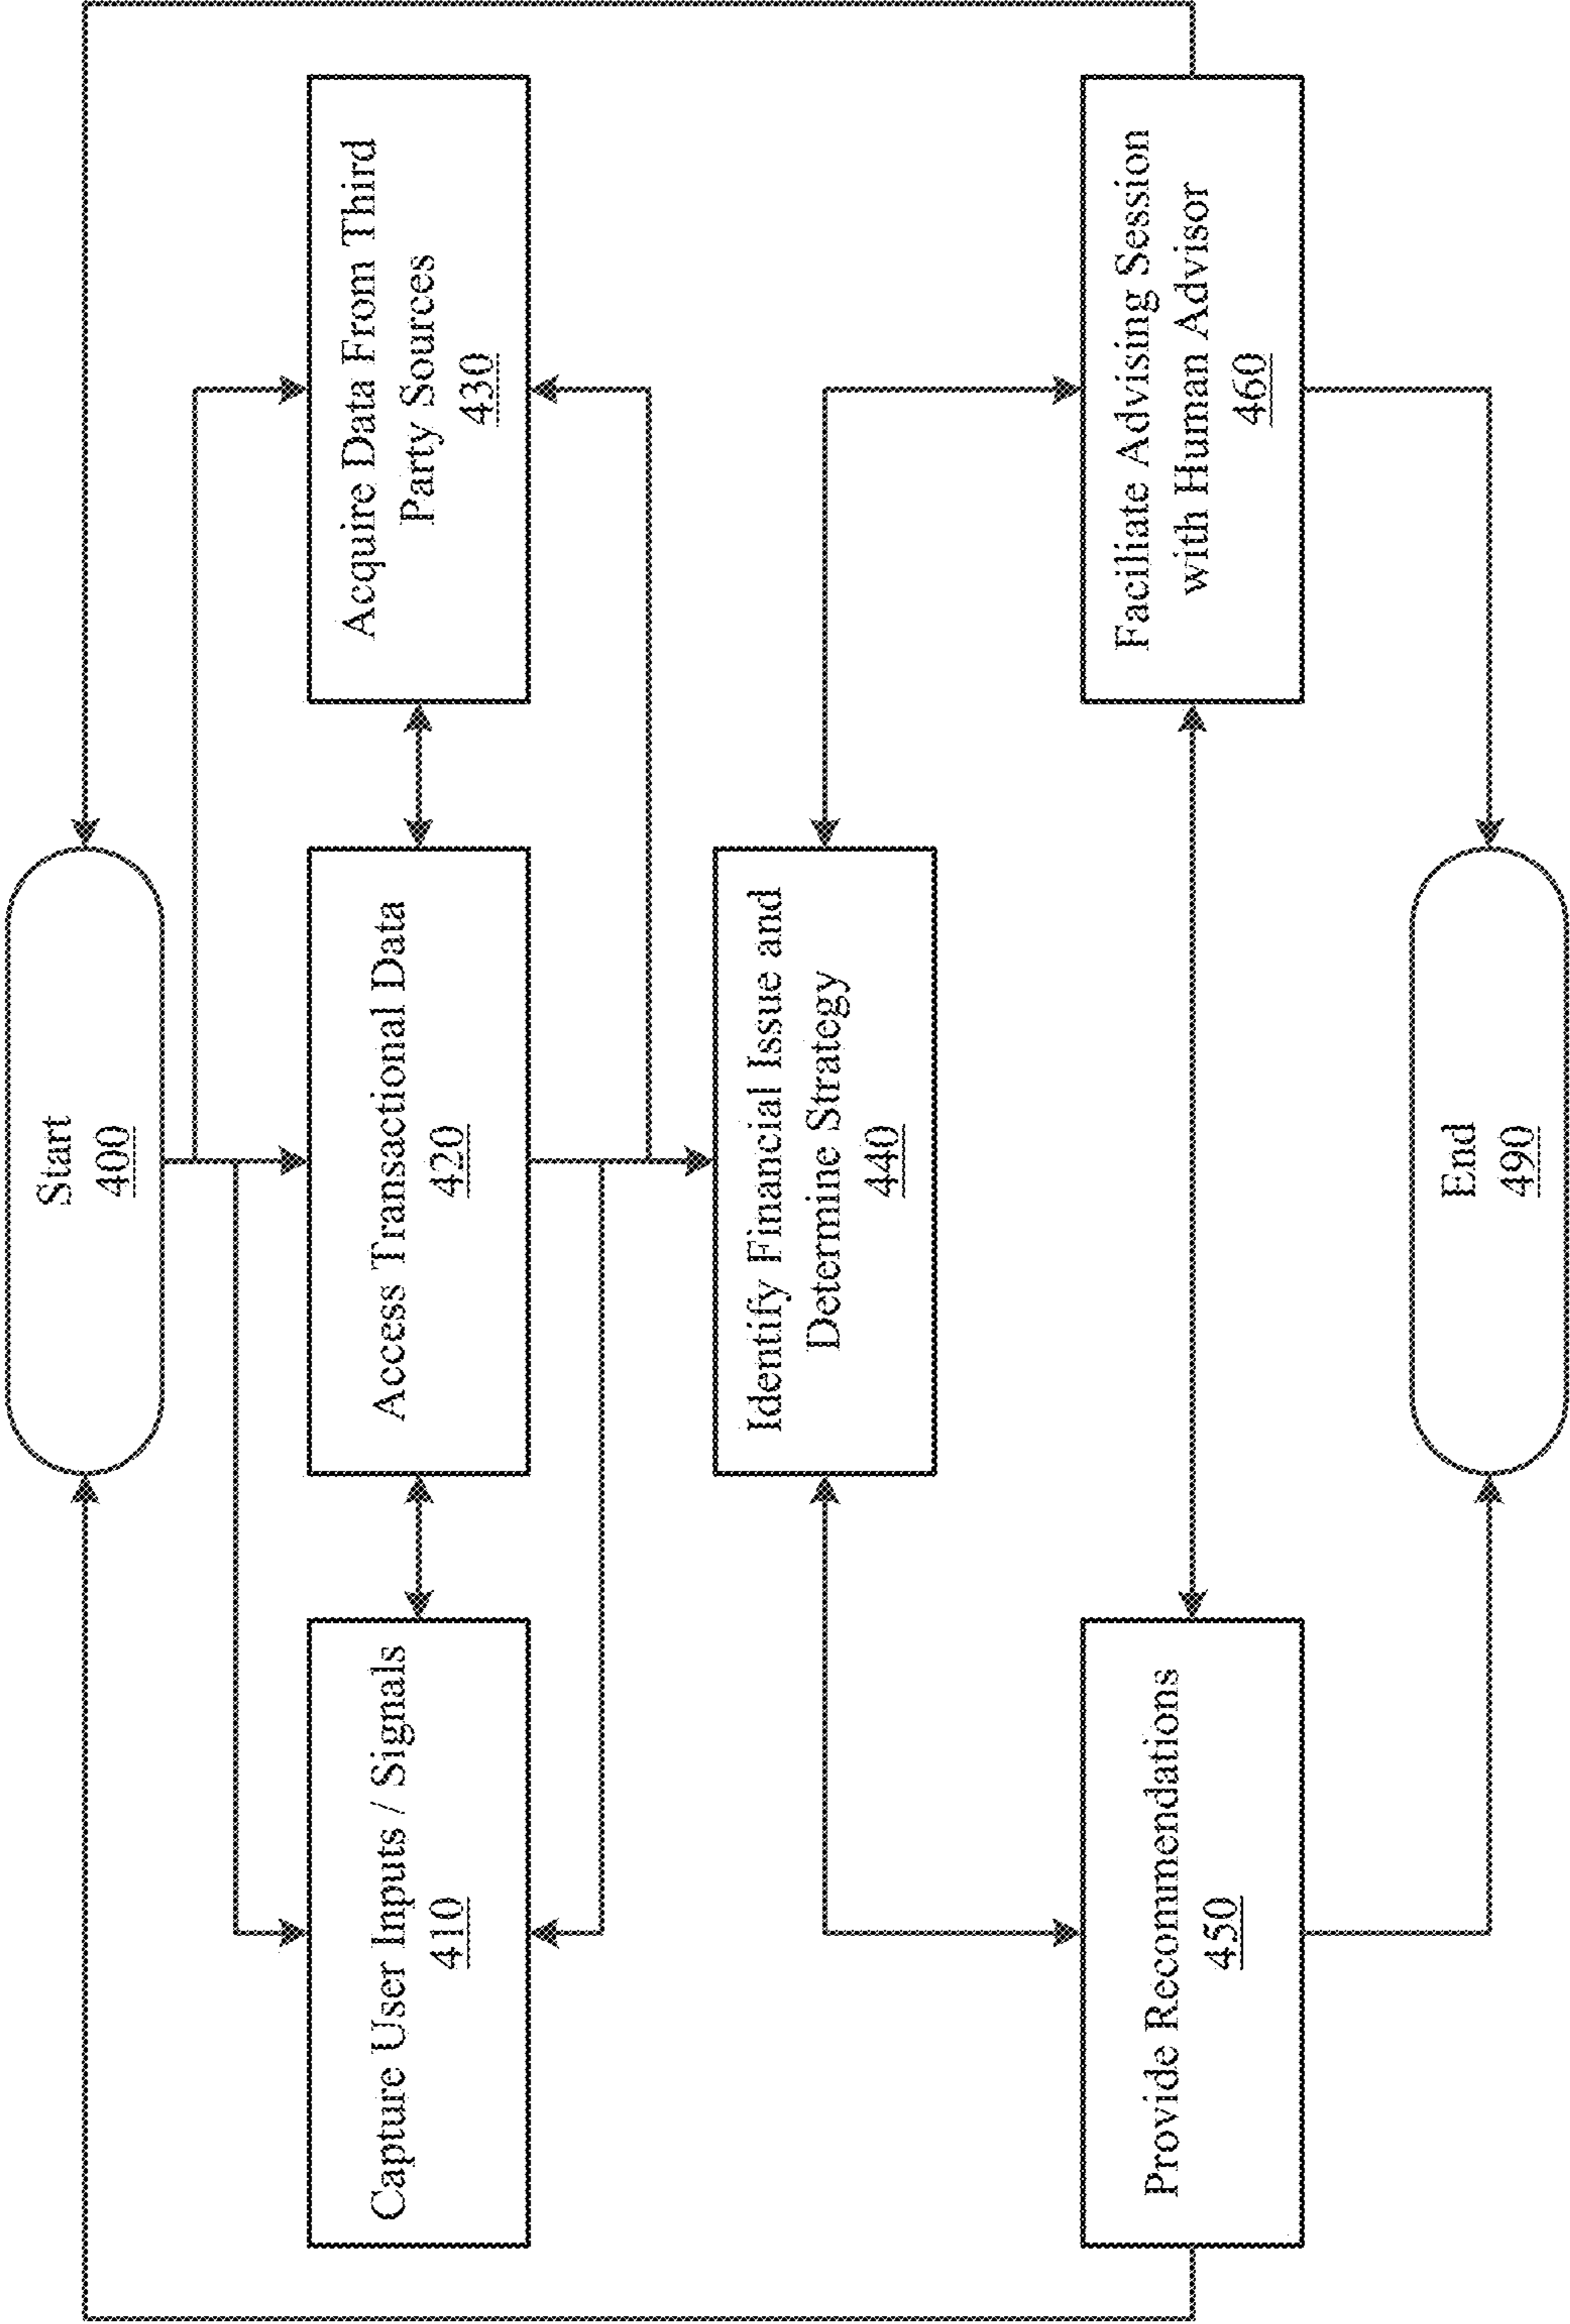 Start
400
Capture User Inputs / Signals
410
Access Transactional Data
420
Acquire Data From Third
Party Sources
430
Identify Financial Issue and
Determine Strategy
440
Provide Recommendations
450
Faciliate Advising Session
with Human Advisor
460
End
490